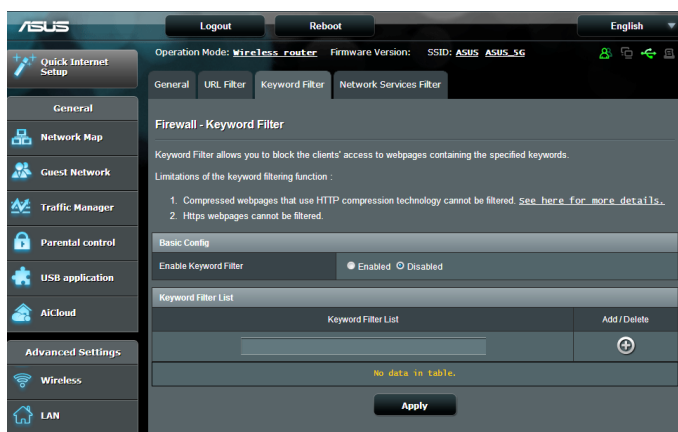 ASUS
Logout
Reboot
English
Quick Internet
Setup
Operation Mode: Wireless router Firmware Version: SSID: ASUS ASUS_5G
General
URL Filter
Keyword Filter
Network Services Filter
General
Network Map
Guest Network
Traffic Manager
Parental control
USB application
AiCloud
Advanced Settings
Wireless
LAN
Firewall - Keyword Filter
Keyword Filter allows you to block the clients' access to webpages containing the specified keywords.
Limitations of the keyword filtering function :
1. Compressed webpages that use HTTP compression technology cannot be filtered. See here for more details.
2. Https webpages cannot be filtered.
Basic Config
Enable Keyword Filter
Enabled Disabled
Keyword Filter List
Keyword Filter List
Add / Delete
No data in table.
Apply